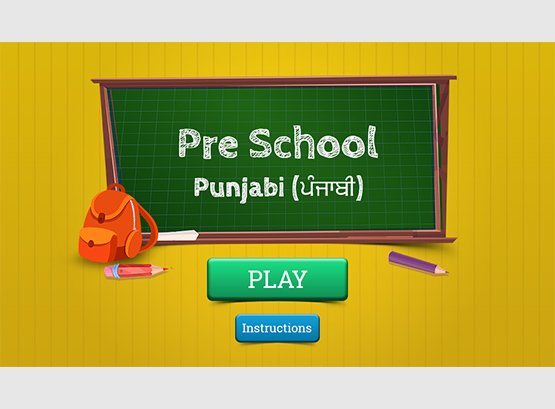 Pre School
Punjabi (ਪੰਜਾਬੀ)
PLAY
Instructions